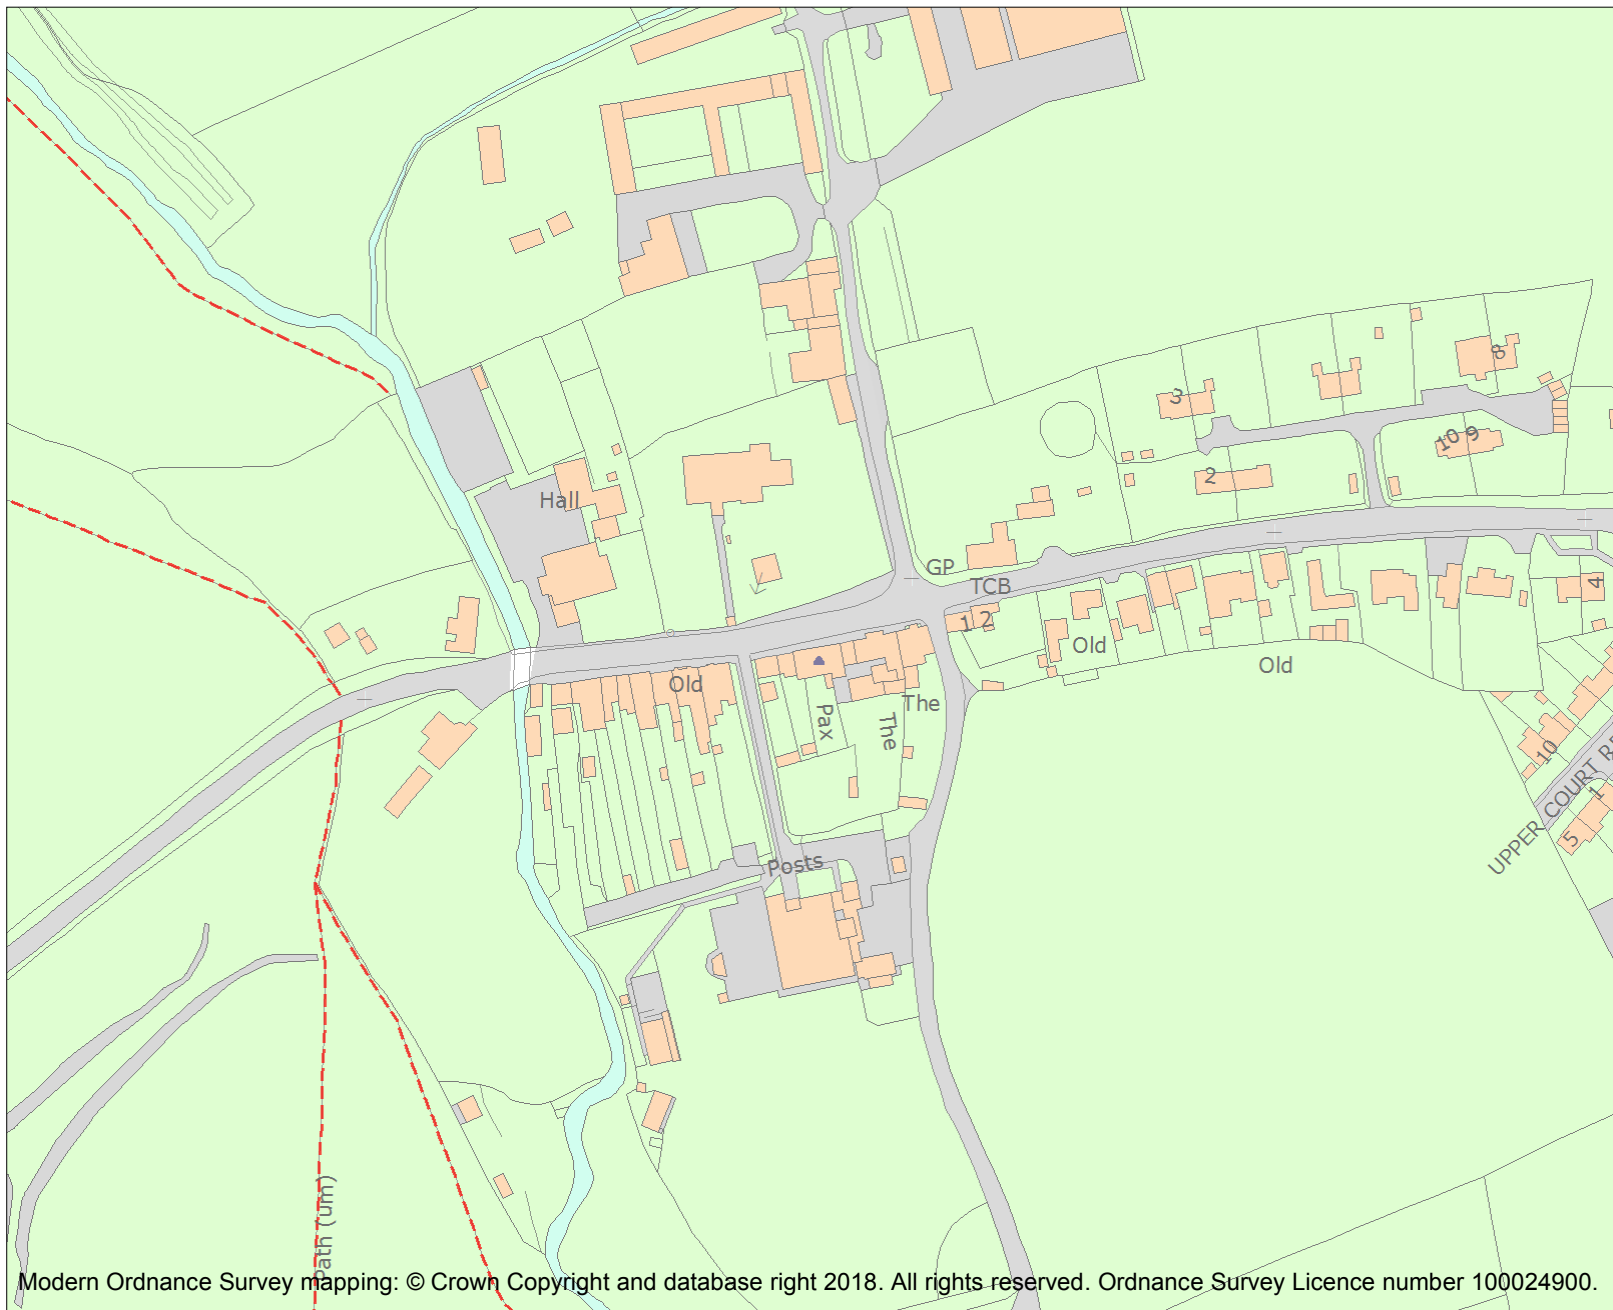 8
3
10 9
2
Hall
GP
TCB
4
1 2
Old
Old
Old
The
Pax
The
10
UPPER COURT R
1
5
Posts
Path (um)
Modern Ordnance Survey mapping: © Crown Copyright and database right 2018. All rights reserved. Ordnance Survey Licence number 100024900.